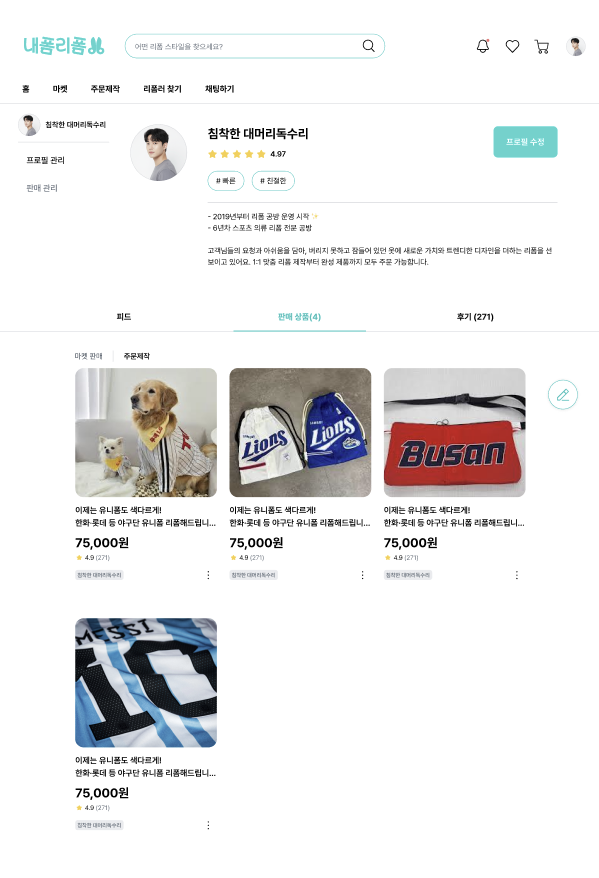 내폼리폼
어떤 리폼 스타일을 찾으세요?
홈 마켓 주문제작 리폼러 찾기 채팅하기
침착한 대머리독수리
프로필 관리
판매 관리
침착한 대머리독수리
4.97
# 빠른 # 친절한
프로필 수정
- 2019년부터 리폼 공방 운영 시작 ✨
- 6년차 스포츠 의류 리폼 전문 공방
고객님들의 요청과 아쉬움을 담아, 버리지 못하고 잠들어 있던 옷에 새로운 가치와 트렌디한 디자인을 더하는 리폼을 선
보이고 있어요. 1:1 맞춤 리폼 제작부터 완성 제품까지 모두 주문 가능합니다.
피드 판매 상품(4) 후기 (271)
마켓 판매 주문제작
Lions
Lions
Busan
이제는 유니폼도 색다르게!
한화·롯데 등 야구단 유니폼 리폼해드립니...
75,000원
4.9 (271)
침착한 대머리독수리
이제는 유니폼도 색다르게!
한화·롯데 등 야구단 유니폼 리폼해드립니...
75,000원
4.9 (271)
침착한 대머리독수리
이제는 유니폼도 색다르게!
한화·롯데 등 야구단 유니폼 리폼해드립니...
75,000원
4.9 (271)
침착한 대머리독수리
MESSI
10
이제는 유니폼도 색다르게!
한화·롯데 등 야구단 유니폼 리폼해드립니...
75,000원
4.9 (271)
침착한 대머리독수리